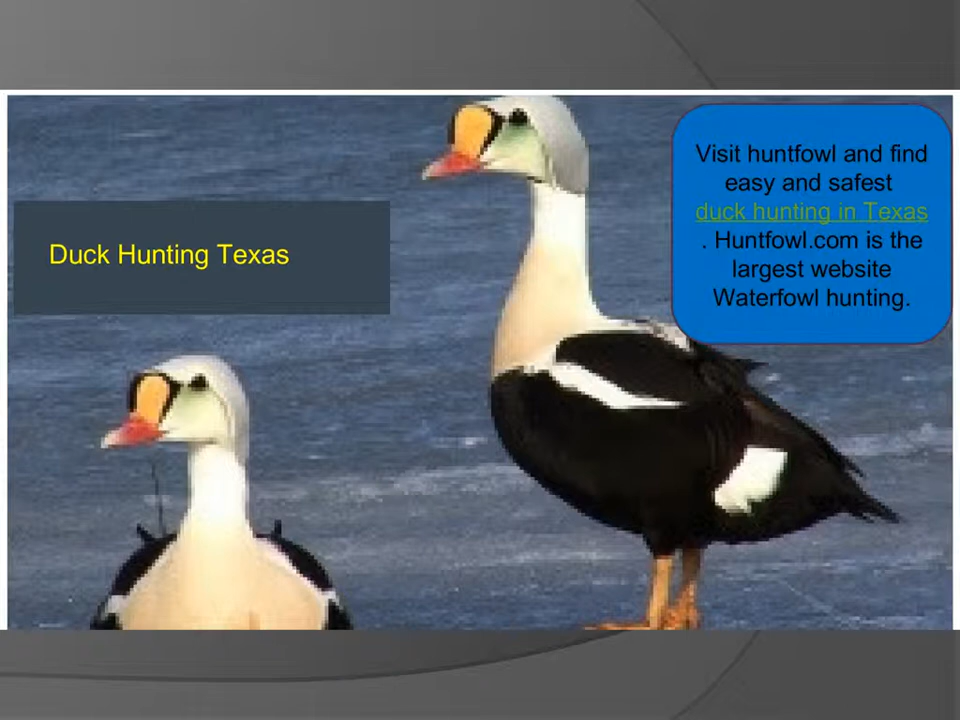 Duck Hunting Texas
Visit huntfowl and find
easy and safest
duck hunting in Texas
. Huntfowl.com is the
largest website
Waterfowl hunting.